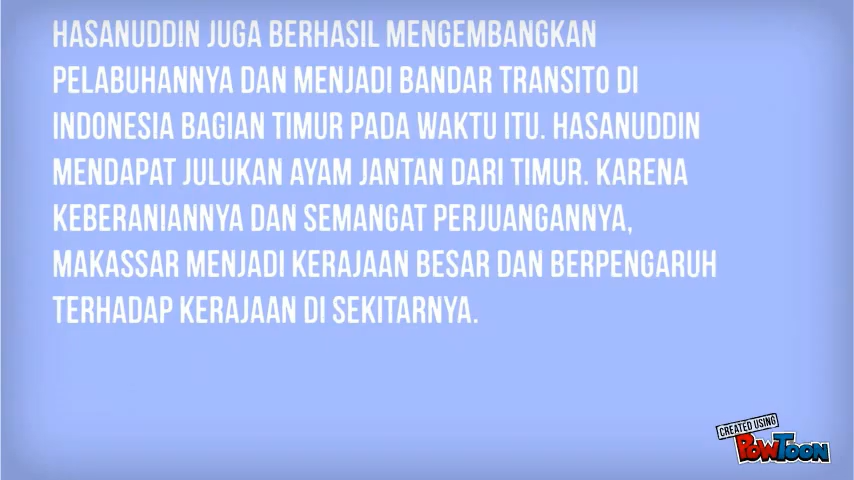 HASANUDDIN JUGA BERHASIL MENGEMBANGKAN
PELABUHANNYA DAN MENJADI BANDAR TRANSITO DI
INDONESIA BAGIAN TIMUR PADA WAKTU ITU. HASANUDDIN
MENDAPAT JULUKAN AYAM JANTAN DARI TIMUR. KARENA
KEBERANIANNYA DAN SEMANGAT PERJUANGANNYA,
MAKASSAR MENJADI KERAJAAN BESAR DAN BERPENGARUH
TERHADAP KERAJAAN DI SEKITARNYA.
CREATED USING
POWTOON